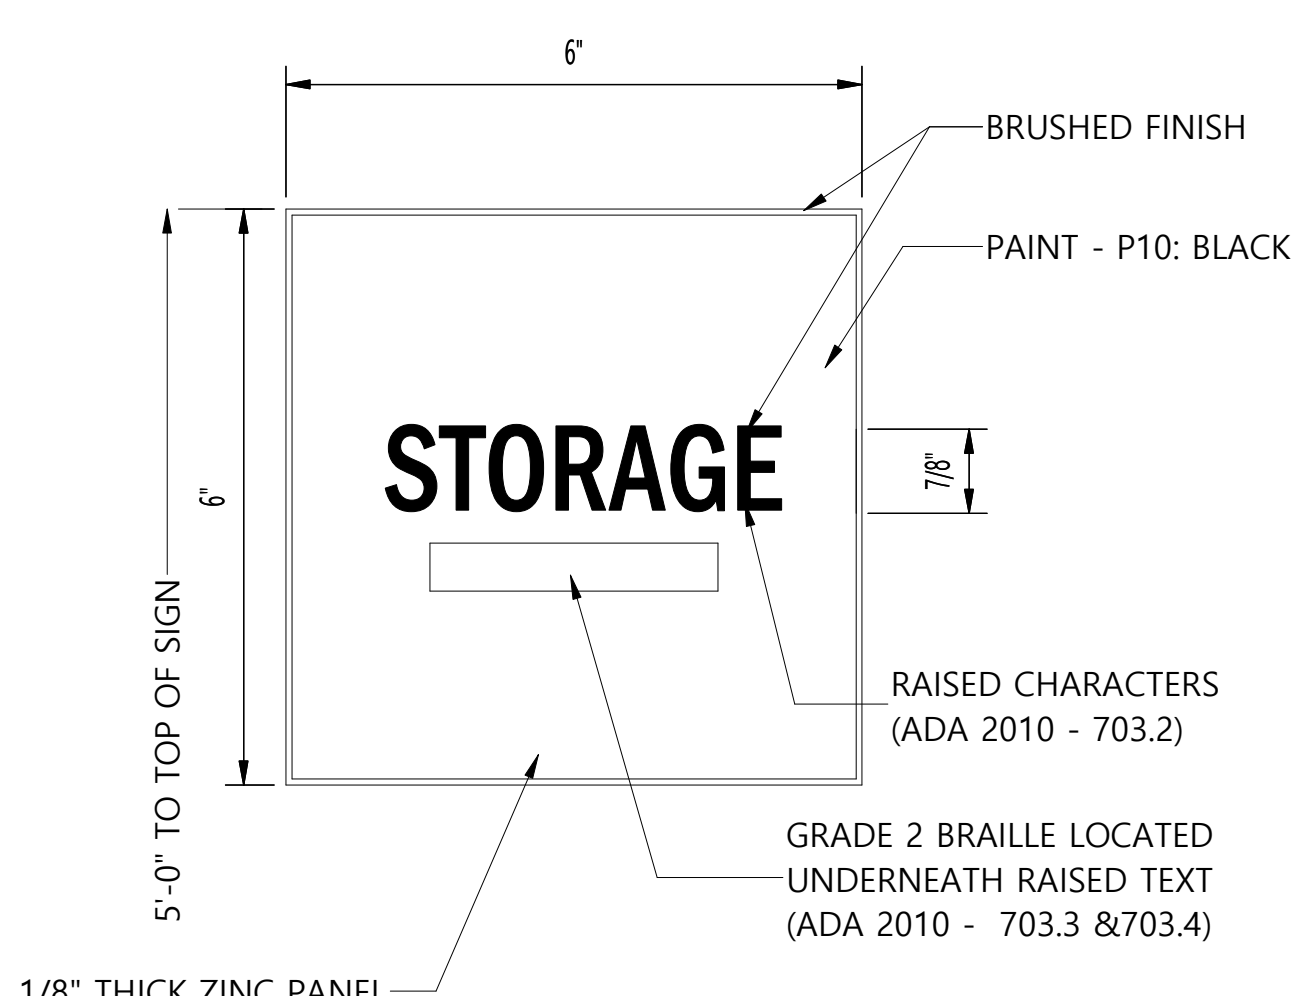 6"
BRUSHED FINISH
PAINT - P10: BLACK
STORAGE
7/8"
6"
5'-0" TO TOP OF SIGN
RAISED CHARACTERS
(ADA 2010 - 703.2)
GRADE 2 BRAILLE LOCATED
UNDERNEATH RAISED TEXT
(ADA 2010 - 703.3 &703.4)
1/8" THICK ZINC PANEL